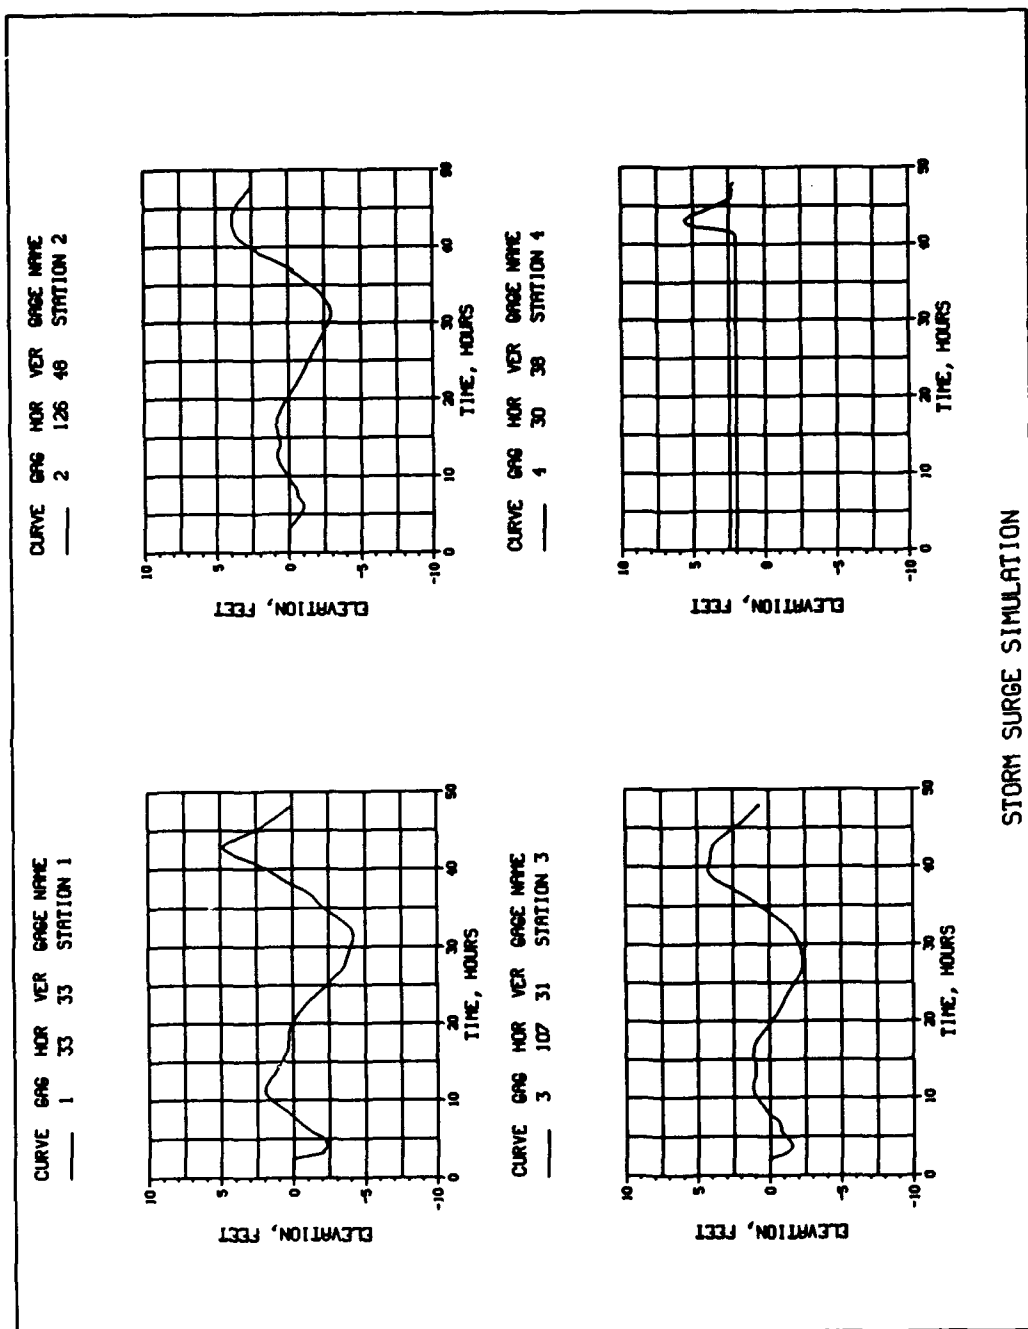 CURVE GAG HOR VER GAGE NAME
1 33 33 STATION 1
10
5
0
-5
-10
ELEVATION, FEET
0 10 20 30 40 50
TIME, HOURS
CURVE GAG HOR VER GAGE NAME
2 126 48 STATION 2
10
5
0
-5
-10
ELEVATION, FEET
0 10 20 30 40 50
TIME, HOURS
CURVE GAG HOR VER GAGE NAME
3 107 31 STATION 3
10
5
0
-5
-10
ELEVATION, FEET
0 10 20 30 40 50
TIME, HOURS
CURVE GAG HOR VER GAGE NAME
4 30 38 STATION 4
10
5
0
-5
-10
ELEVATION, FEET
0 10 20 30 40 50
TIME, HOURS
STORM SURGE SIMULATION